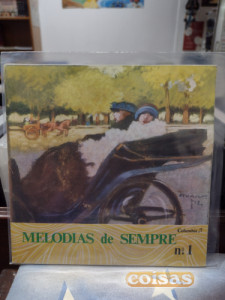 MELODIAS de SEMPRE
n.º 1
coisas